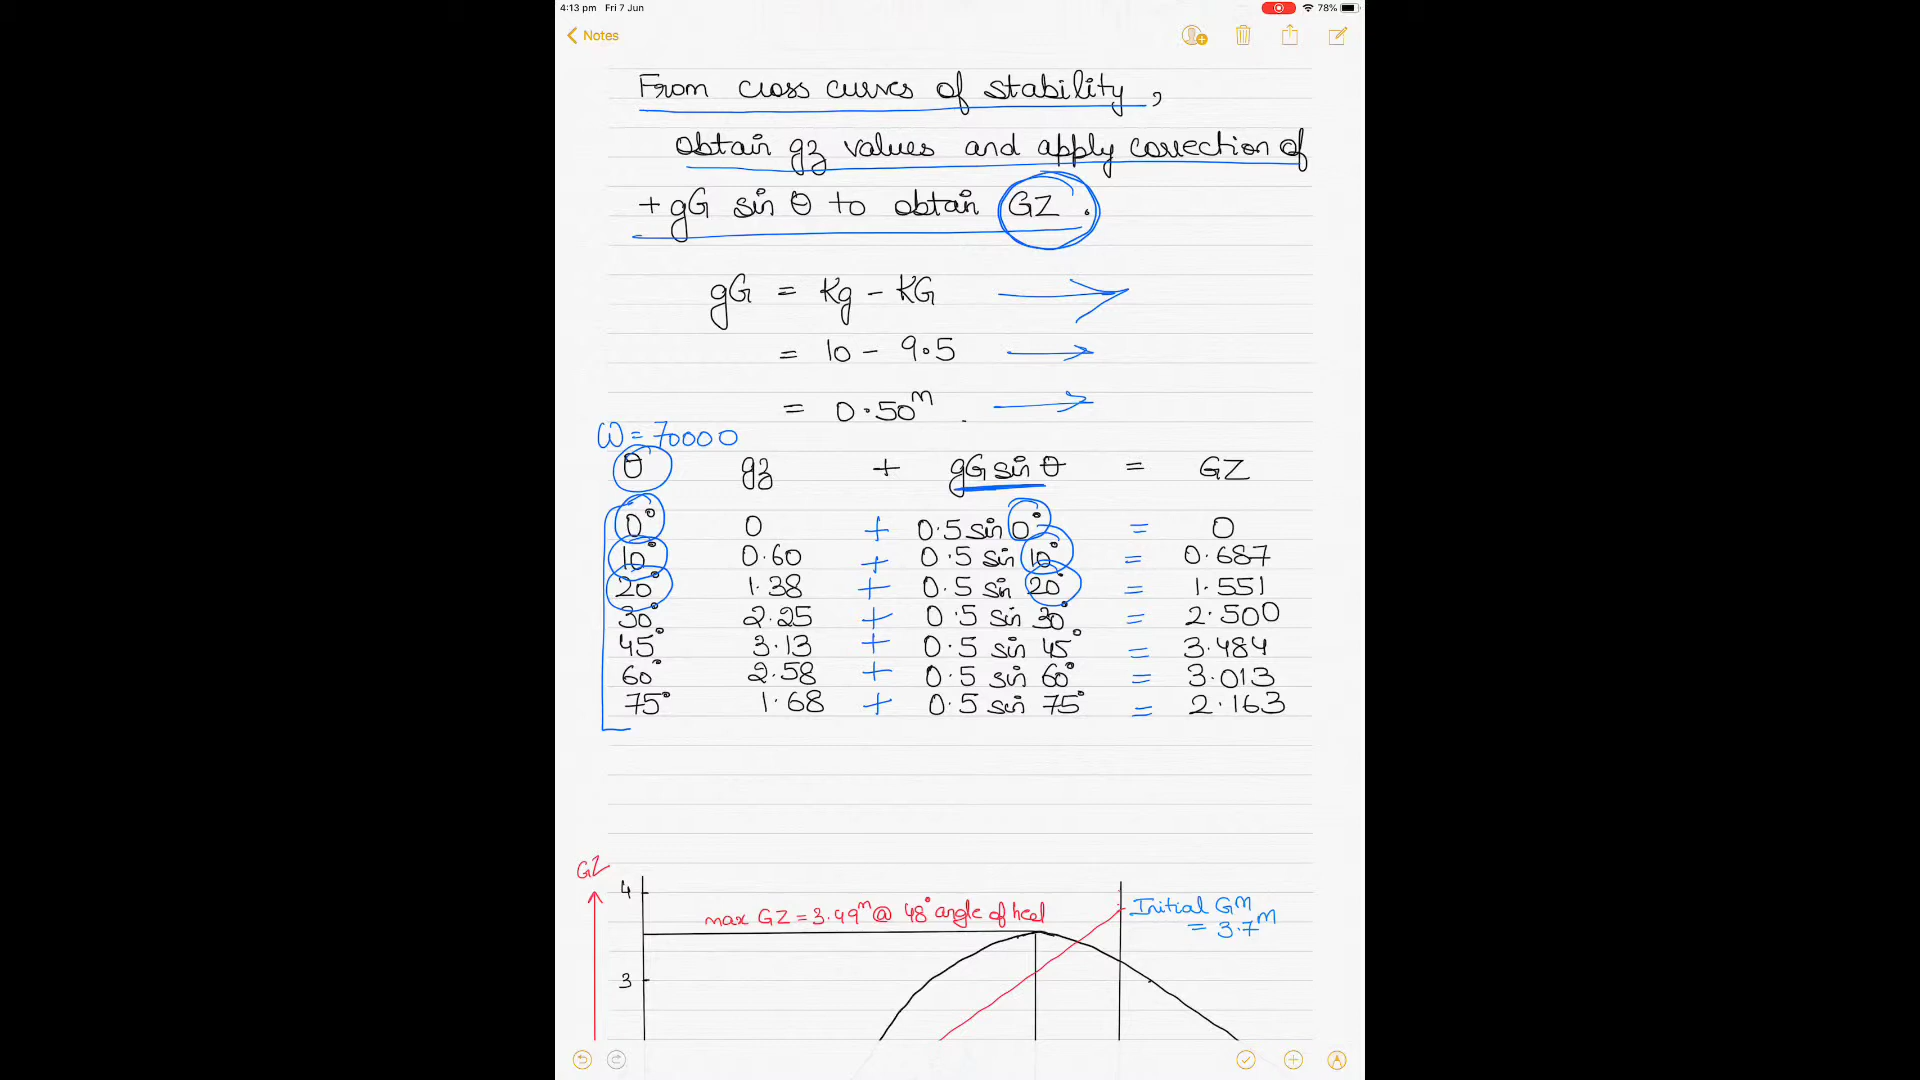 4:13 pm Fri 7 Jun 78%
Notes
From cross curves of stability,
obtain gz values and apply correction of
+ gG sin θ to obtain GZ.
gG = Kg - KG
= 10 - 9.5
= 0.50m
W = 70000
θ gz + gG sin θ = GZ
0° 0 + 0.5 sin 0° = 0
10° 0.60 + 0.5 sin 10° = 0.687
20° 1.38 + 0.5 sin 20° = 1.551
30° 2.25 + 0.5 sin 30° = 2.500
45° 3.13 + 0.5 sin 45° = 3.484
60° 2.58 + 0.5 sin 60° = 3.013
75° 1.68 + 0.5 sin 75° = 2.163
GZ
4
max GZ = 3.49m @ 48° angle of heel
Initial GM
= 3.7m
3